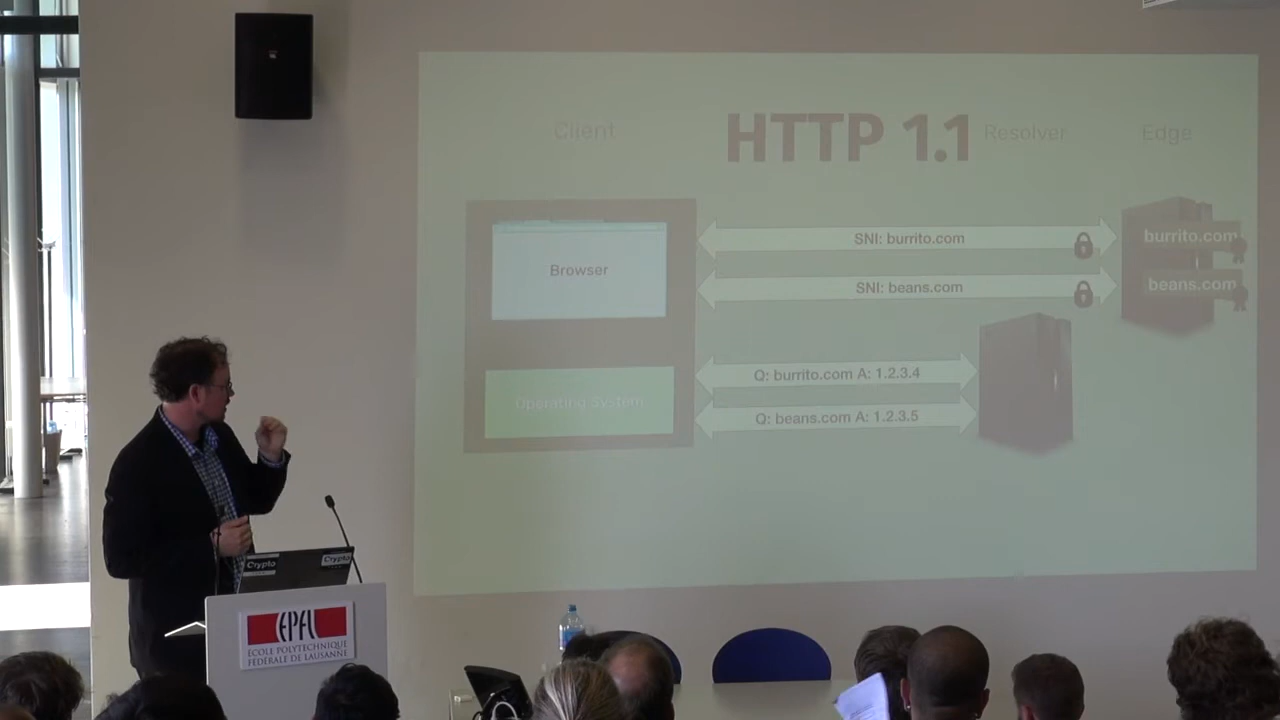 Client
HTTP 1.1
Resolver
Edge
SNI: burrito.com
burrito.com
Browser
SNI: beans.com
beans.com
Q: burrito.com A: 1.2.3.4
Operating System
Q: beans.com A: 1.2.3.5
Crypto
Crypto
EPFL
ÉCOLE POLYTECHNIQUE
FÉDÉRALE DE LAUSANNE